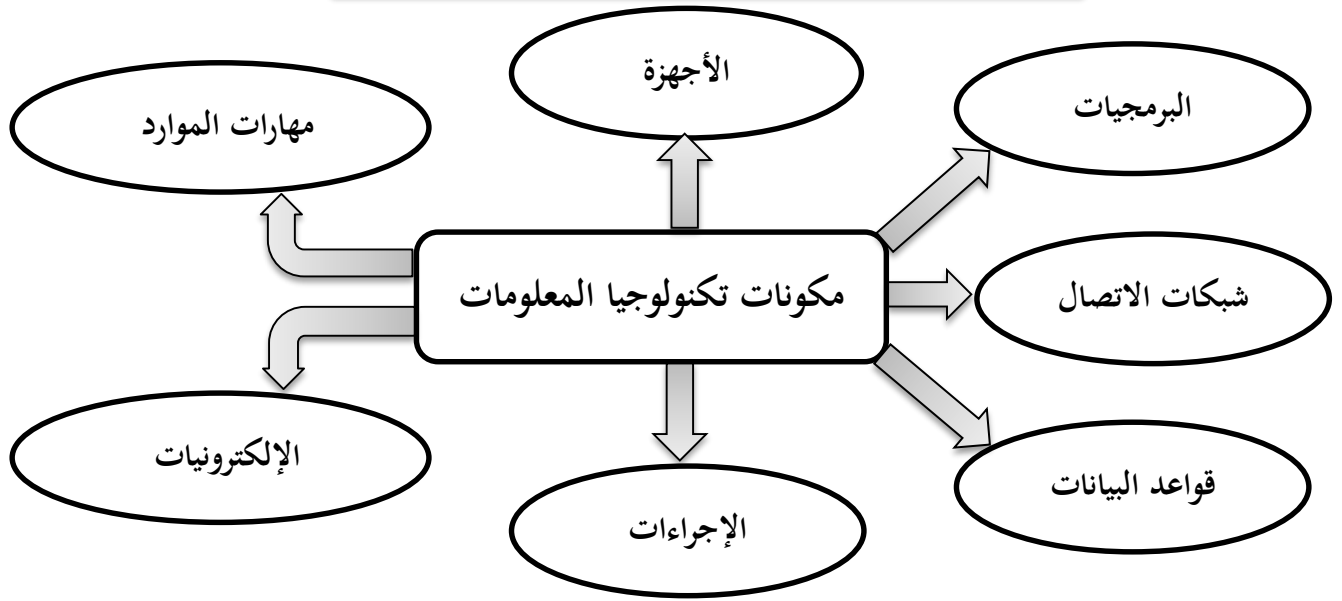 الأجهزة
البرمجيات
مهارات الموارد
مكونات تكنولوجيا المعلومات
شبكات الاتصال
قواعد البيانات
الإلكترونيات
الإجراءات